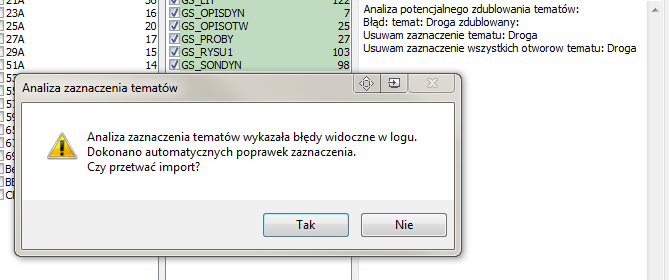 21A 30
23A 16
25A 20
27A 17
29A 15
51A 14
GS_LIT 122
GS_OPISDYN 7
GS_OPISOTW 25
GS_PROBY 27
GS_RYSU1 103
GS_SONDYN 98
Analiza potencjalnego zdublowania tematów:
Błąd: temat: Droga zdublowany:
Usuwam zaznaczenie tematu: Droga
Usuwam zaznaczenie wszystkich otworow tematu: Droga
Analiza zaznaczenia tematów
Analiza zaznaczenia tematów wykazała błędy widoczne w logu.
Dokonano automatycznych poprawek zaznaczenia.
Czy przetwać import?
Tak
Nie